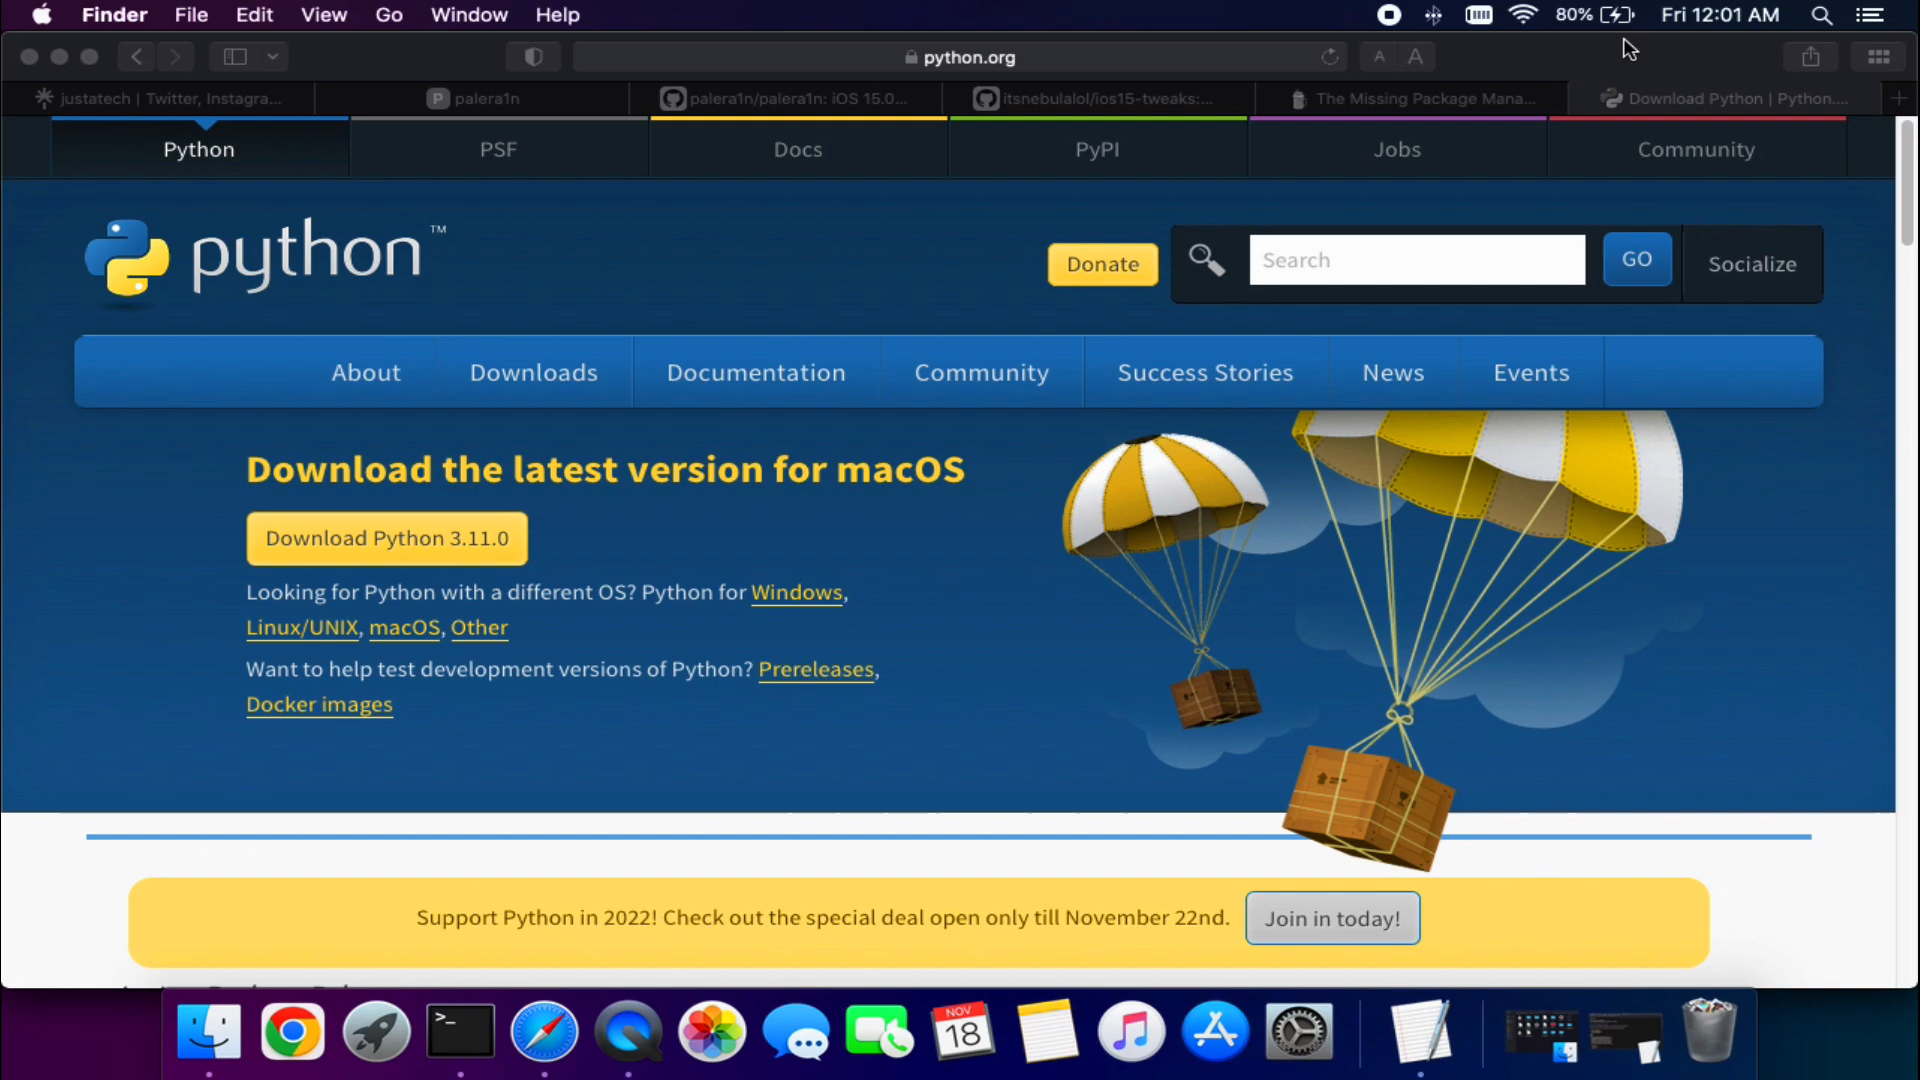 Finder File Edit View Go Window Help 80% Fri 12:01 AM
python.org A A
justatech | Twitter, Instagra... palera1n palera1n/palera1n: iOS 15.0... itsnebulalol/ios15-tweaks:... The Missing Package Mana... Download Python | Python....
Python PSF Docs PyPI Jobs Community
python™ Donate Search GO Socialize
About Downloads Documentation Community Success Stories News Events
Download the latest version for macOS
Download Python 3.11.0
Looking for Python with a different OS? Python for Windows,
Linux/UNIX, macOS, Other
Want to help test development versions of Python? Prereleases,
Docker images
Support Python in 2022! Check out the special deal open only till November 22nd. Join in today!
NOV
18